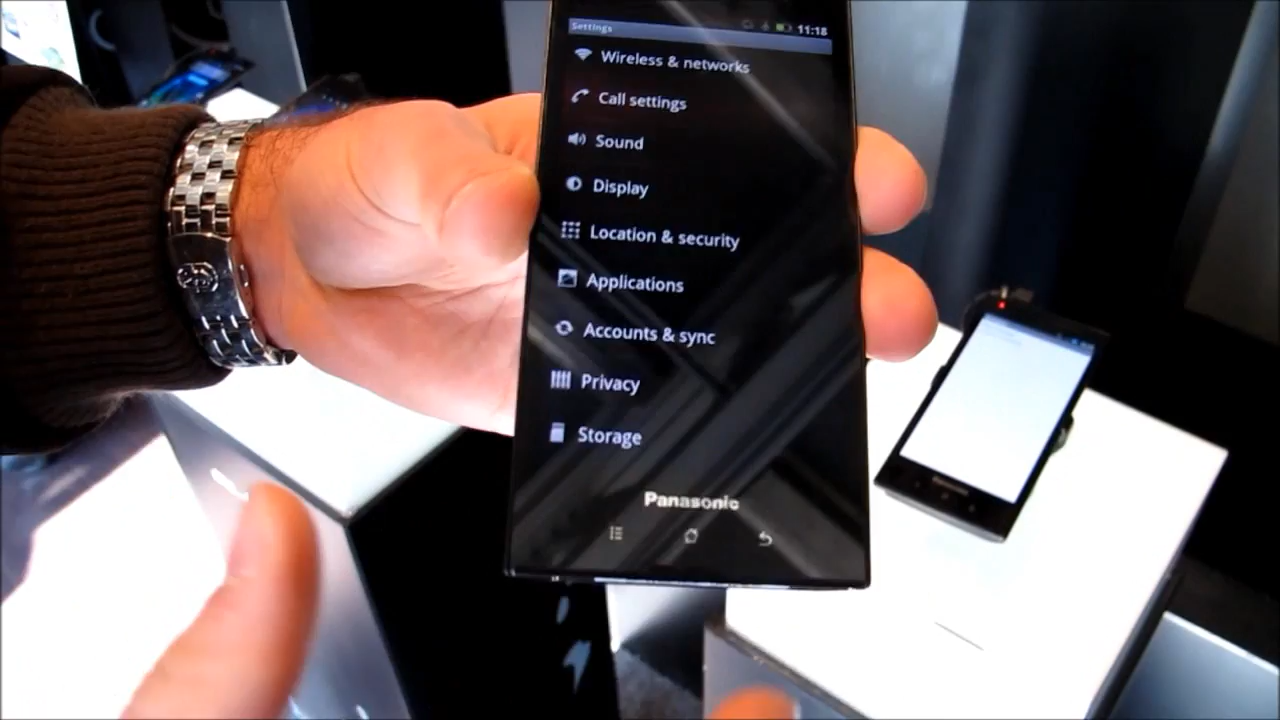 Settings
11:18
Wireless & networks
Call settings
Sound
Display
Location & security
Applications
Accounts & sync
Privacy
Storage
Panasonic